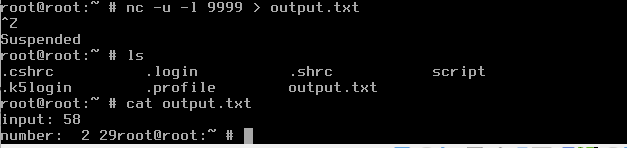 root@root:~ # nc -u -l 9999 > output.txt
^Z
Suspended
root@root:~ # ls
.cshrc .login .shrc script
.k5login .profile output.txt
root@root:~ # cat output.txt
input: 58
number:  2 29root@root:~ #